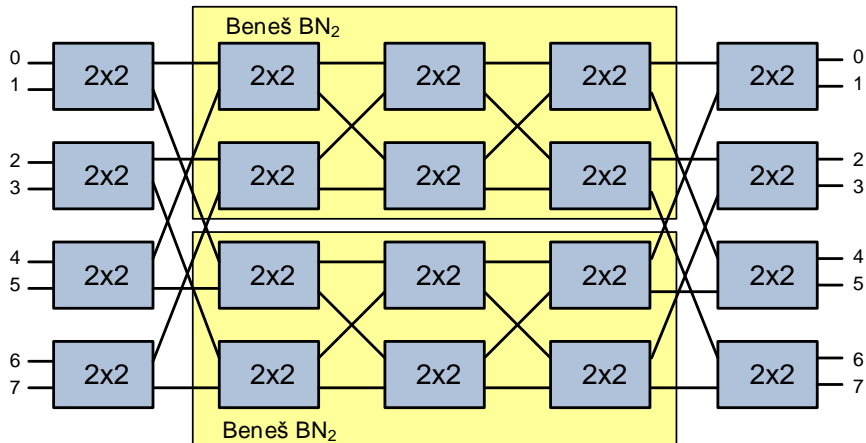 Beneš BN2
0 2x2 2x2 2x2 2x2 2x2 0
1 1
2 2x2 2x2 2x2 2x2 2x2 2
3 3
4 2x2 2x2 2x2 2x2 2x2 4
5 5
6 2x2 2x2 2x2 2x2 2x2 6
7 7
Beneš BN2